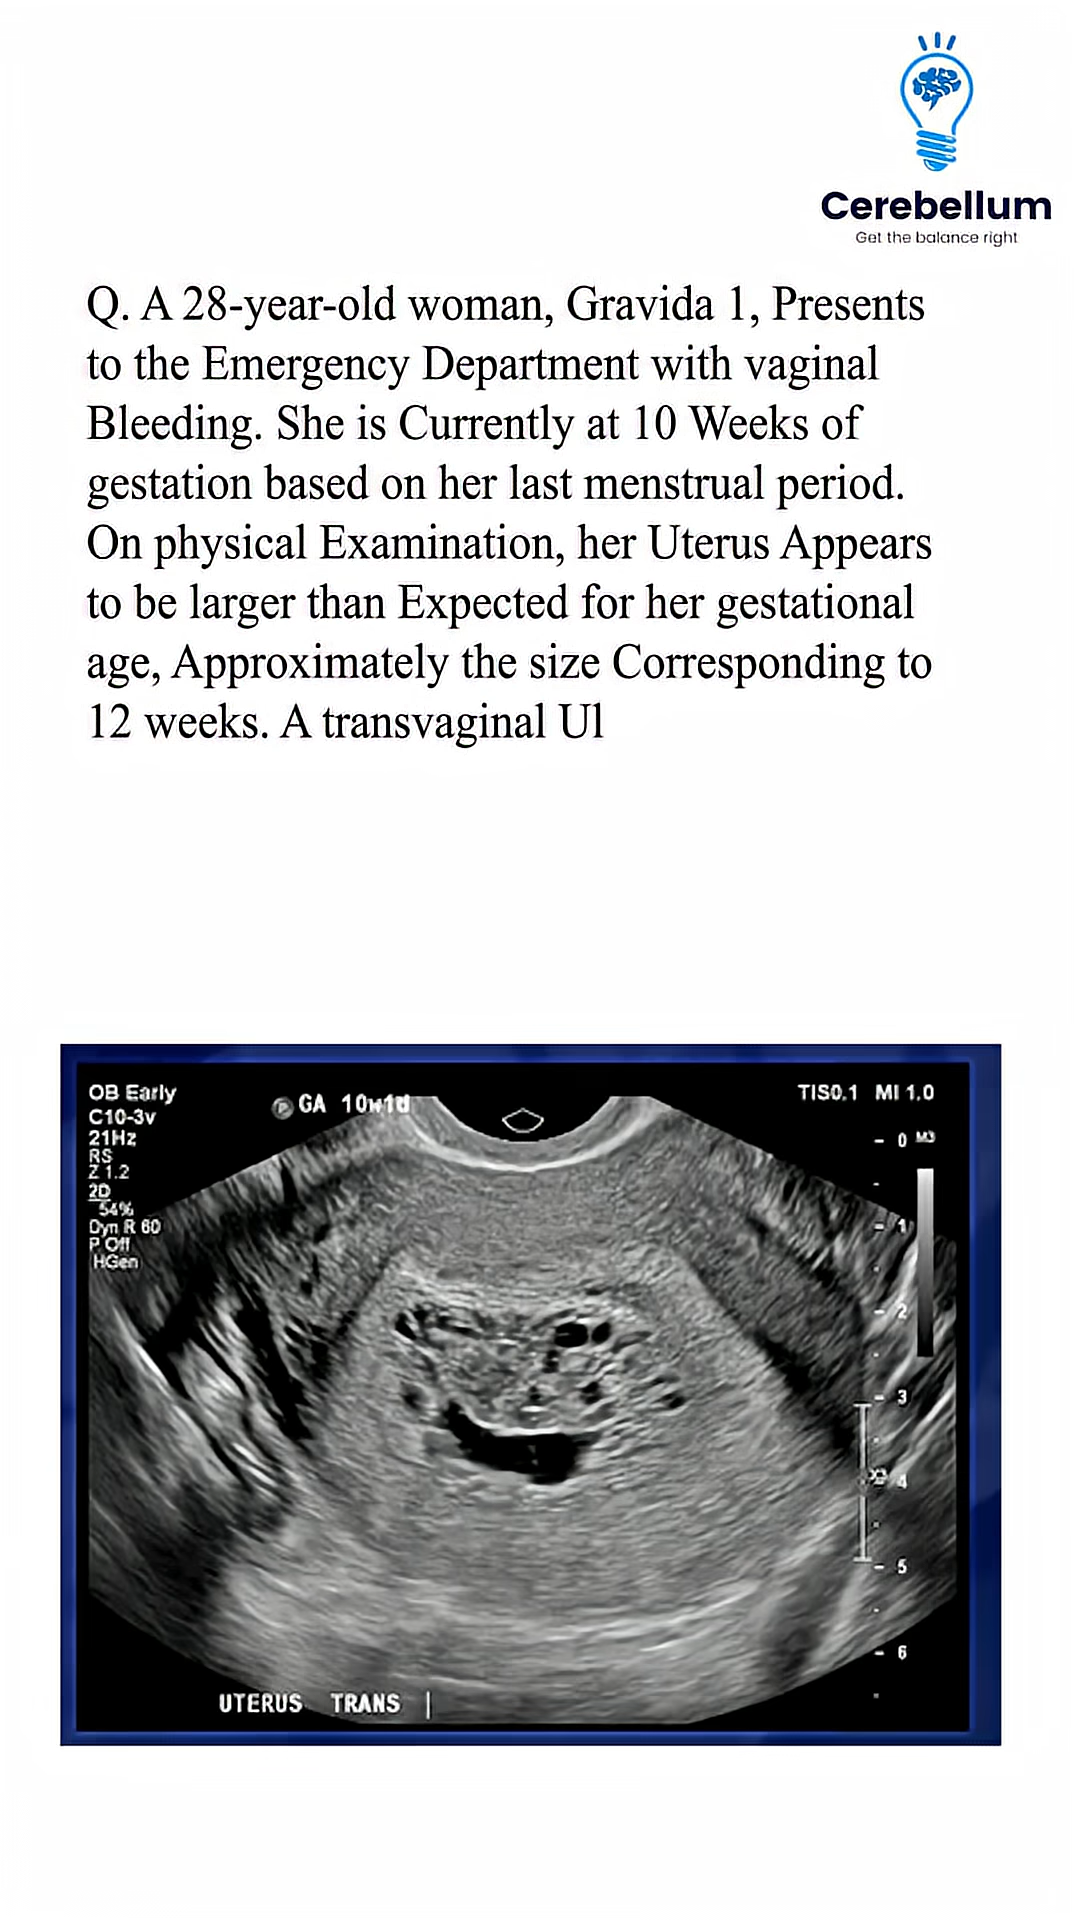 Cerebellum
Get the balance right
Q. A 28-year-old woman, Gravida 1, Presents
to the Emergency Department with vaginal
Bleeding. She is Currently at 10 Weeks of
gestation based on her last menstrual period.
On physical Examination, her Uterus Appears
to be larger than Expected for her gestational
age, Approximately the size Corresponding to
12 weeks. A transvaginal Ul
OB Early
C10-3v
21Hz
RS
Z 1.2
2D
54%
Dyn R 60
P Off
HGen
P GA 10w1d
TIS0.1 MI 1.0
0 M3
1
2
3
4
5
6
UTERUS TRANS